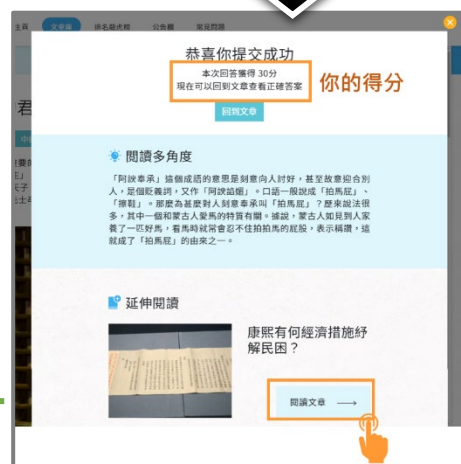 主頁 文章庫 排名龍虎榜 公告欄 常見問題
恭喜你提交成功
本次回答獲得 30分
現在可以回到文章查看正確答案
你的得分
回到文章
君
閱讀多角度
「阿諛奉承」這個成語的意思是刻意向人討好，甚至故意迎合別
人，是個貶義詞，又作「阿諛諂媚」。口語一般說成「拍馬屁」、
「擦鞋」。那麼為甚麼對人刻意奉承叫「拍馬屁」？歷來說法很
多，其中一個和蒙古人愛馬的特質有關。據說，蒙古人如見到人家
養了一匹好馬，看馬時就常會忍不住拍拍馬的屁股，表示稱讚，這
就成了「拍馬屁」的由來之一。
延伸閱讀
康熙有何經濟措施紓
解民困？
閱讀文章